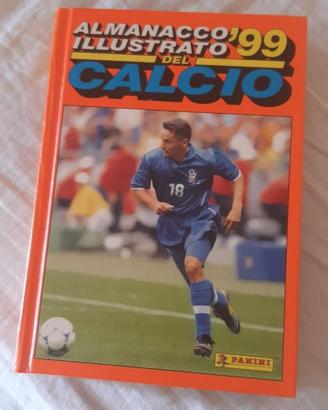 ALMANACCO '99
ILLUSTRATO
DEL
CALCIO
18
PANINI